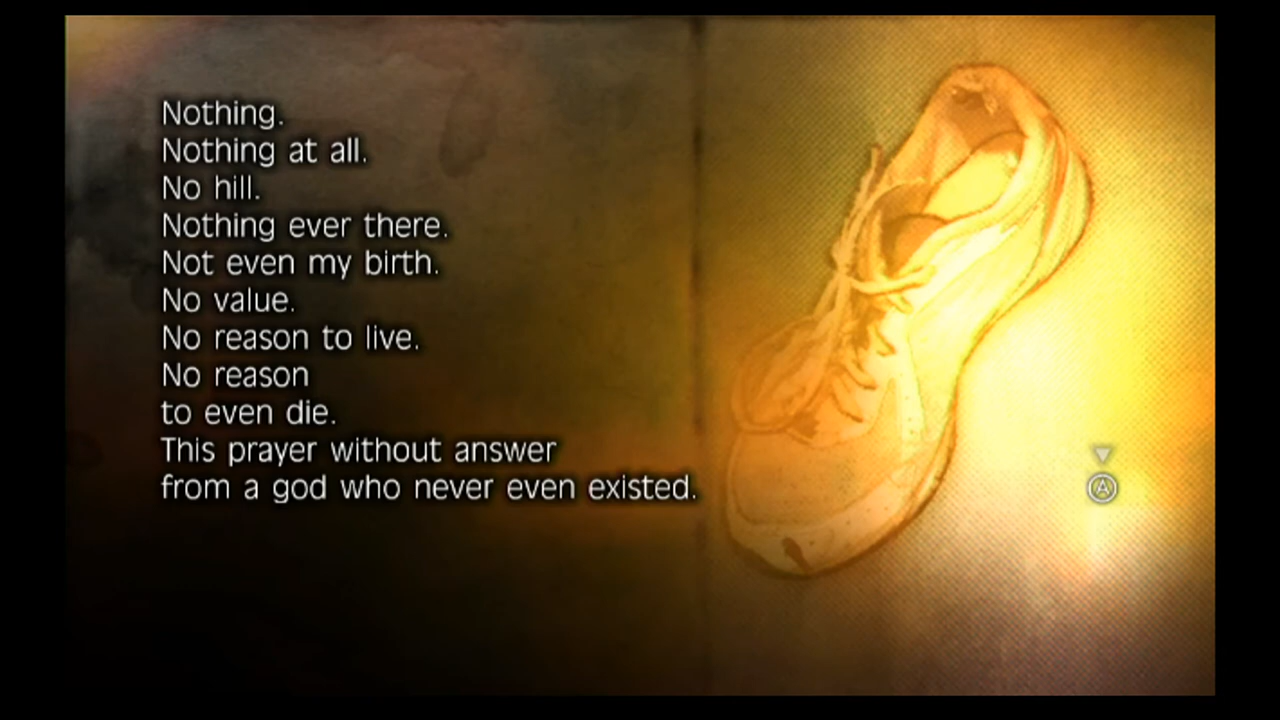 Nothing.
Nothing at all.
No hill.
Nothing ever there.
Not even my birth.
No value.
No reason to live.
No reason
to even die.
This prayer without answer
from a god who never even existed.
A